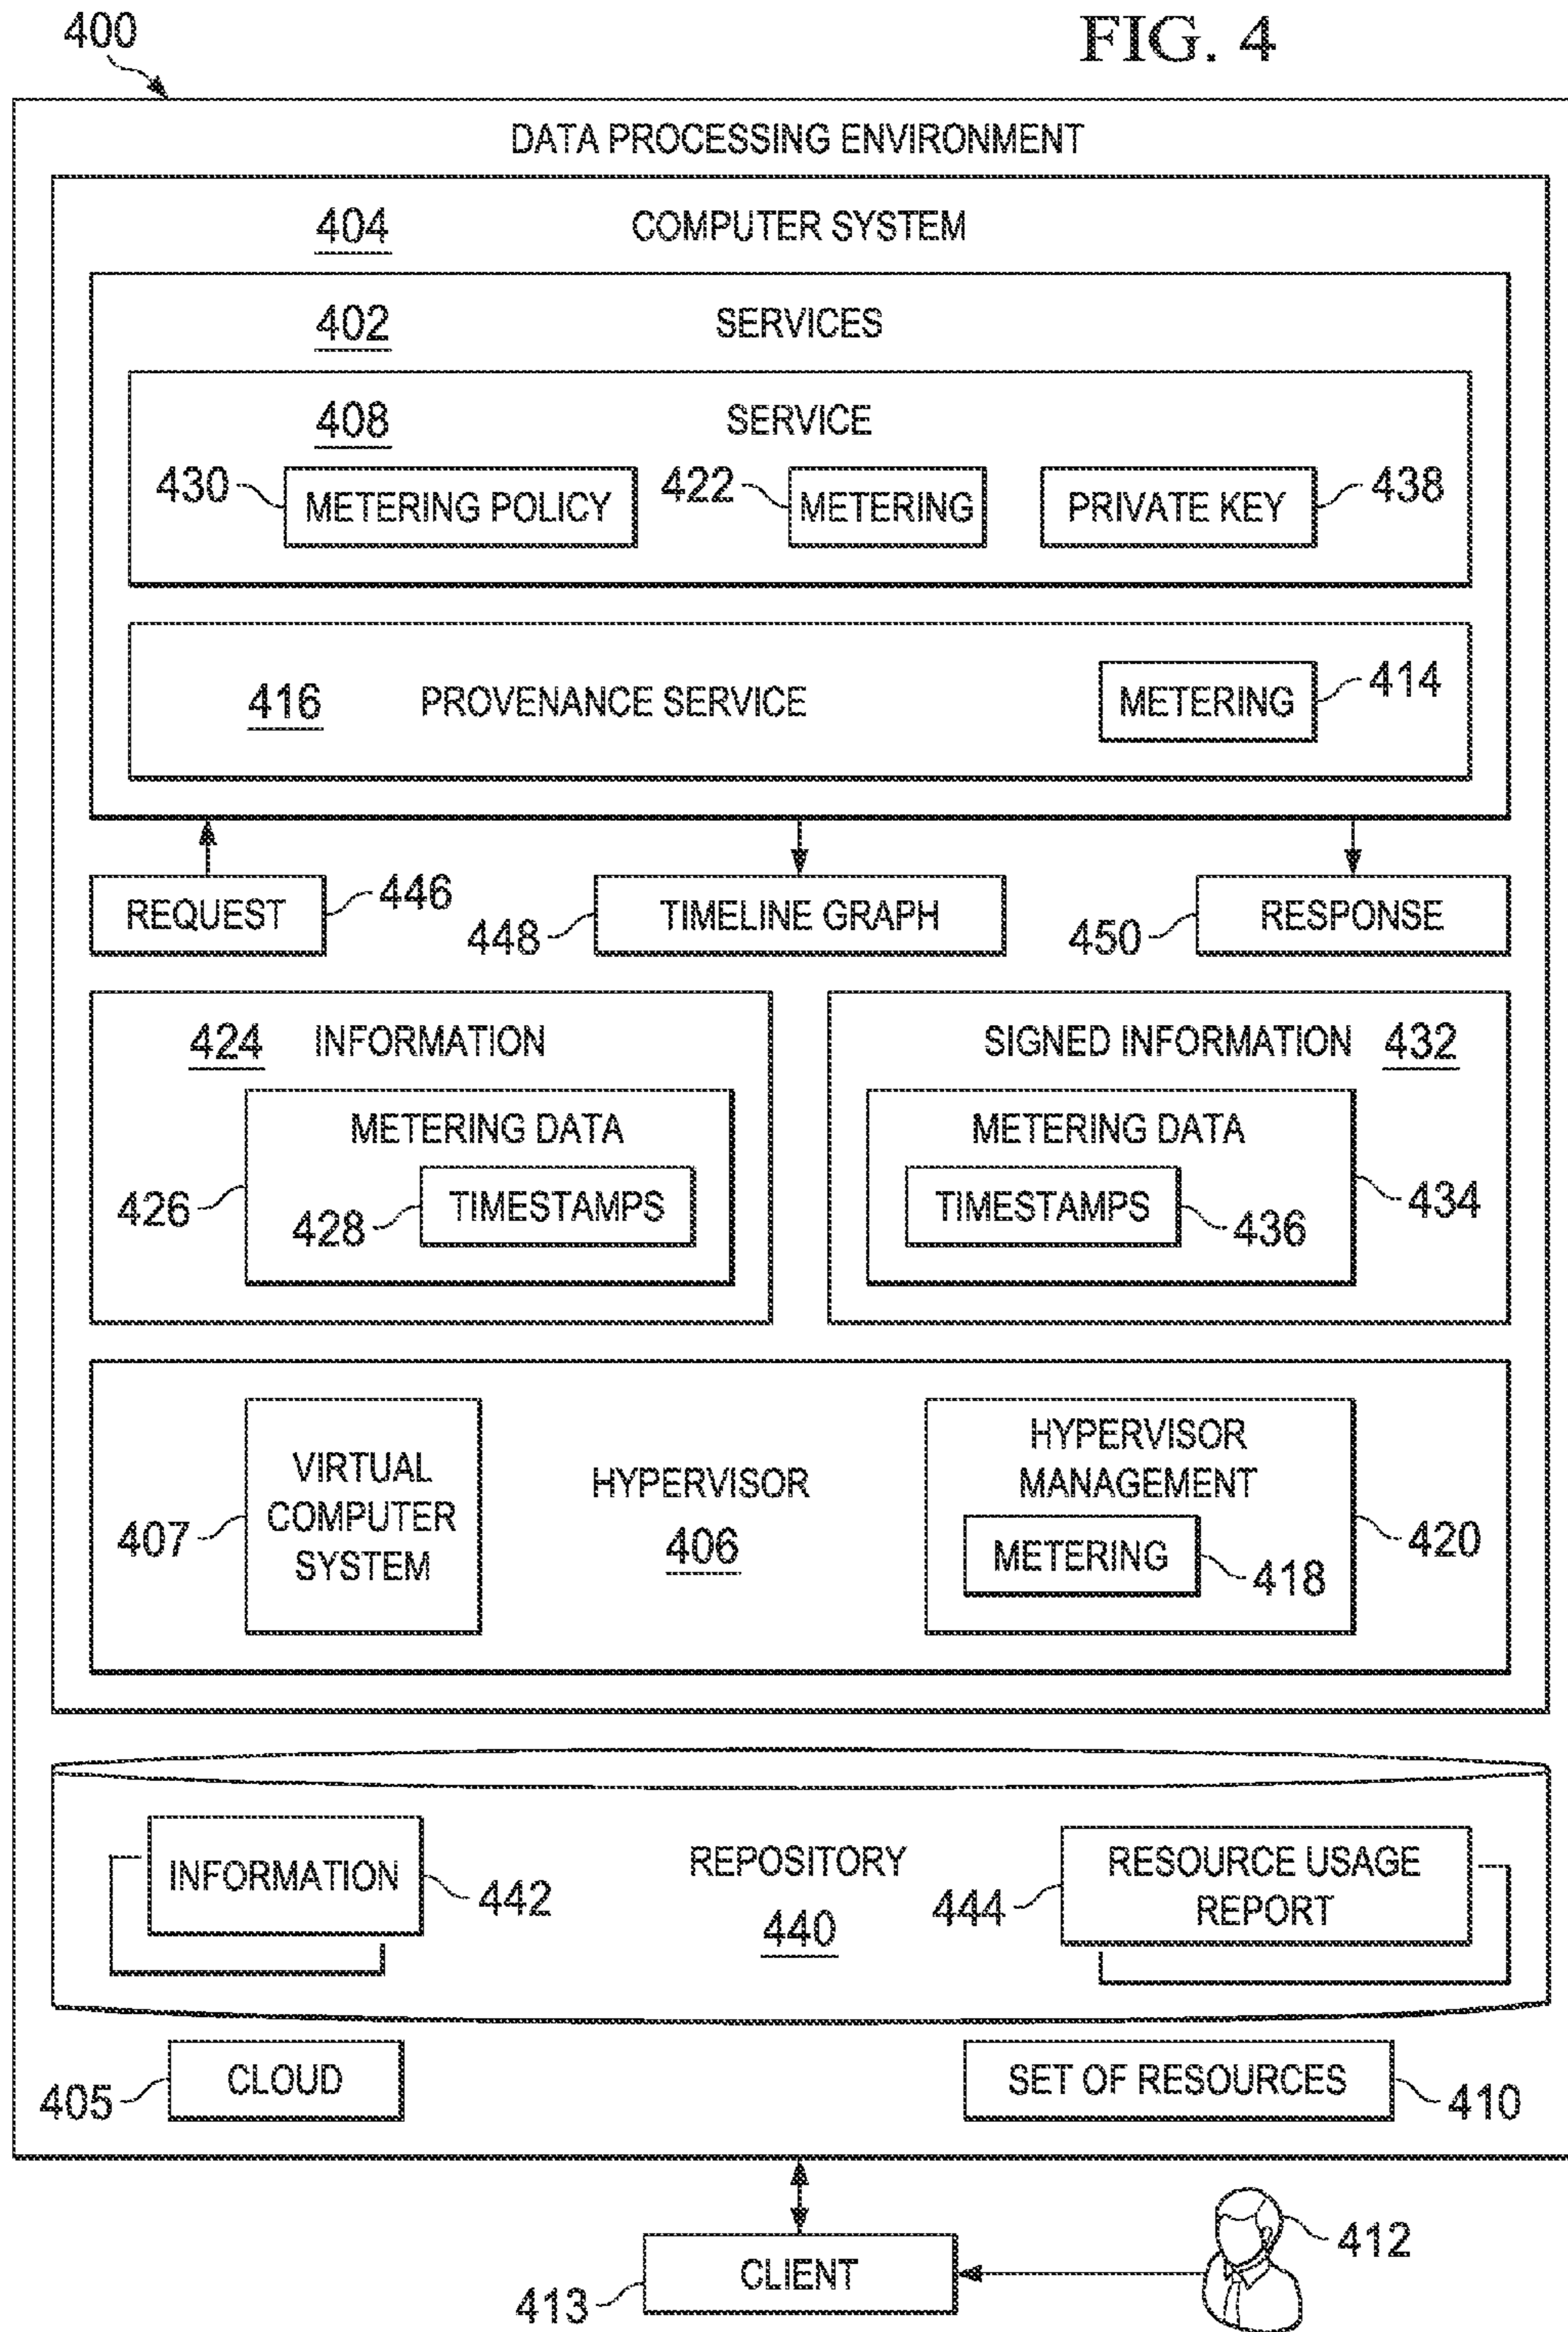 FIG. 4
400
DATA PROCESSING ENVIRONMENT
404 COMPUTER SYSTEM
402 SERVICES
408 SERVICE
430 METERING POLICY 422 METERING PRIVATE KEY 438
416 PROVENANCE SERVICE METERING 414
REQUEST 446 448 TIMELINE GRAPH 450 RESPONSE
424 INFORMATION
METERING DATA
426
428 TIMESTAMPS
SIGNED INFORMATION 432
METERING DATA
TIMESTAMPS 436
434
407
VIRTUAL
COMPUTER
SYSTEM
HYPERVISOR
406
HYPERVISOR
MANAGEMENT
METERING 418
420
INFORMATION 442
REPOSITORY
440
444
RESOURCE USAGE
REPORT
405 CLOUD
SET OF RESOURCES 410
413 CLIENT
412